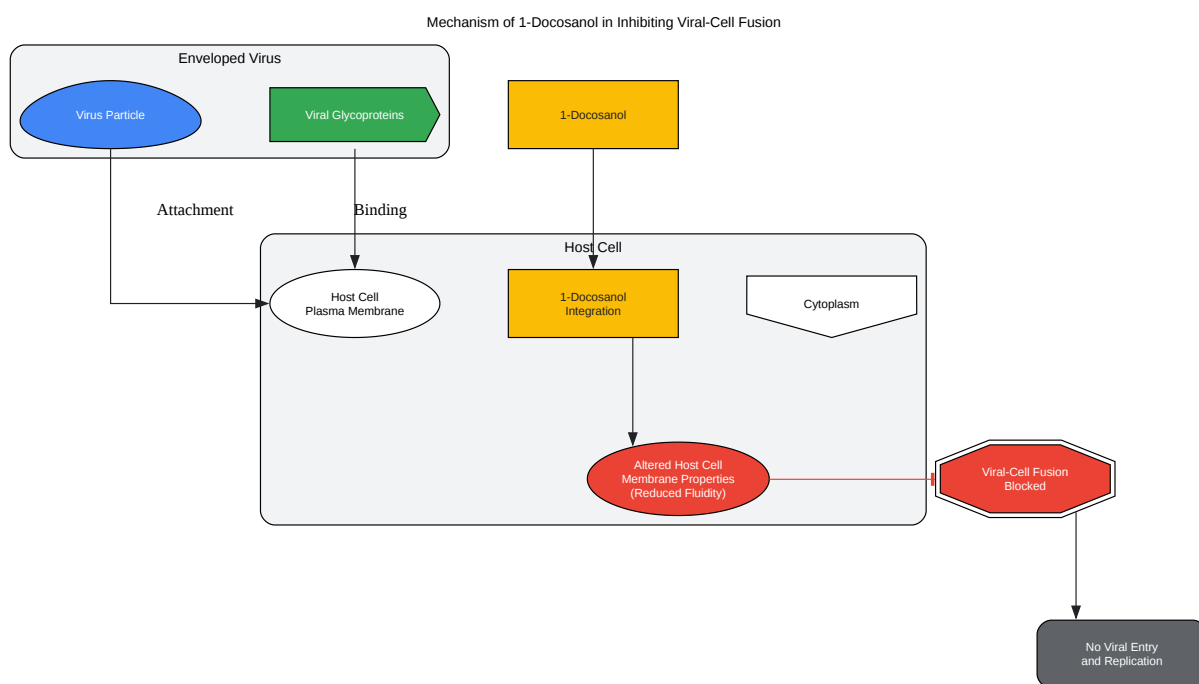 Mechanism of 1-Docosanol in Inhibiting Viral-Cell Fusion
Enveloped Virus
Virus Particle
Viral Glycoproteins
1-Docosanol
Attachment
Binding
Host Cell
Host Cell
Plasma Membrane
1-Docosanol
Integration
Cytoplasm
Altered Host Cell
Membrane Properties
(Reduced Fluidity)
Viral-Cell Fusion
Blocked
No Viral Entry
and Replication